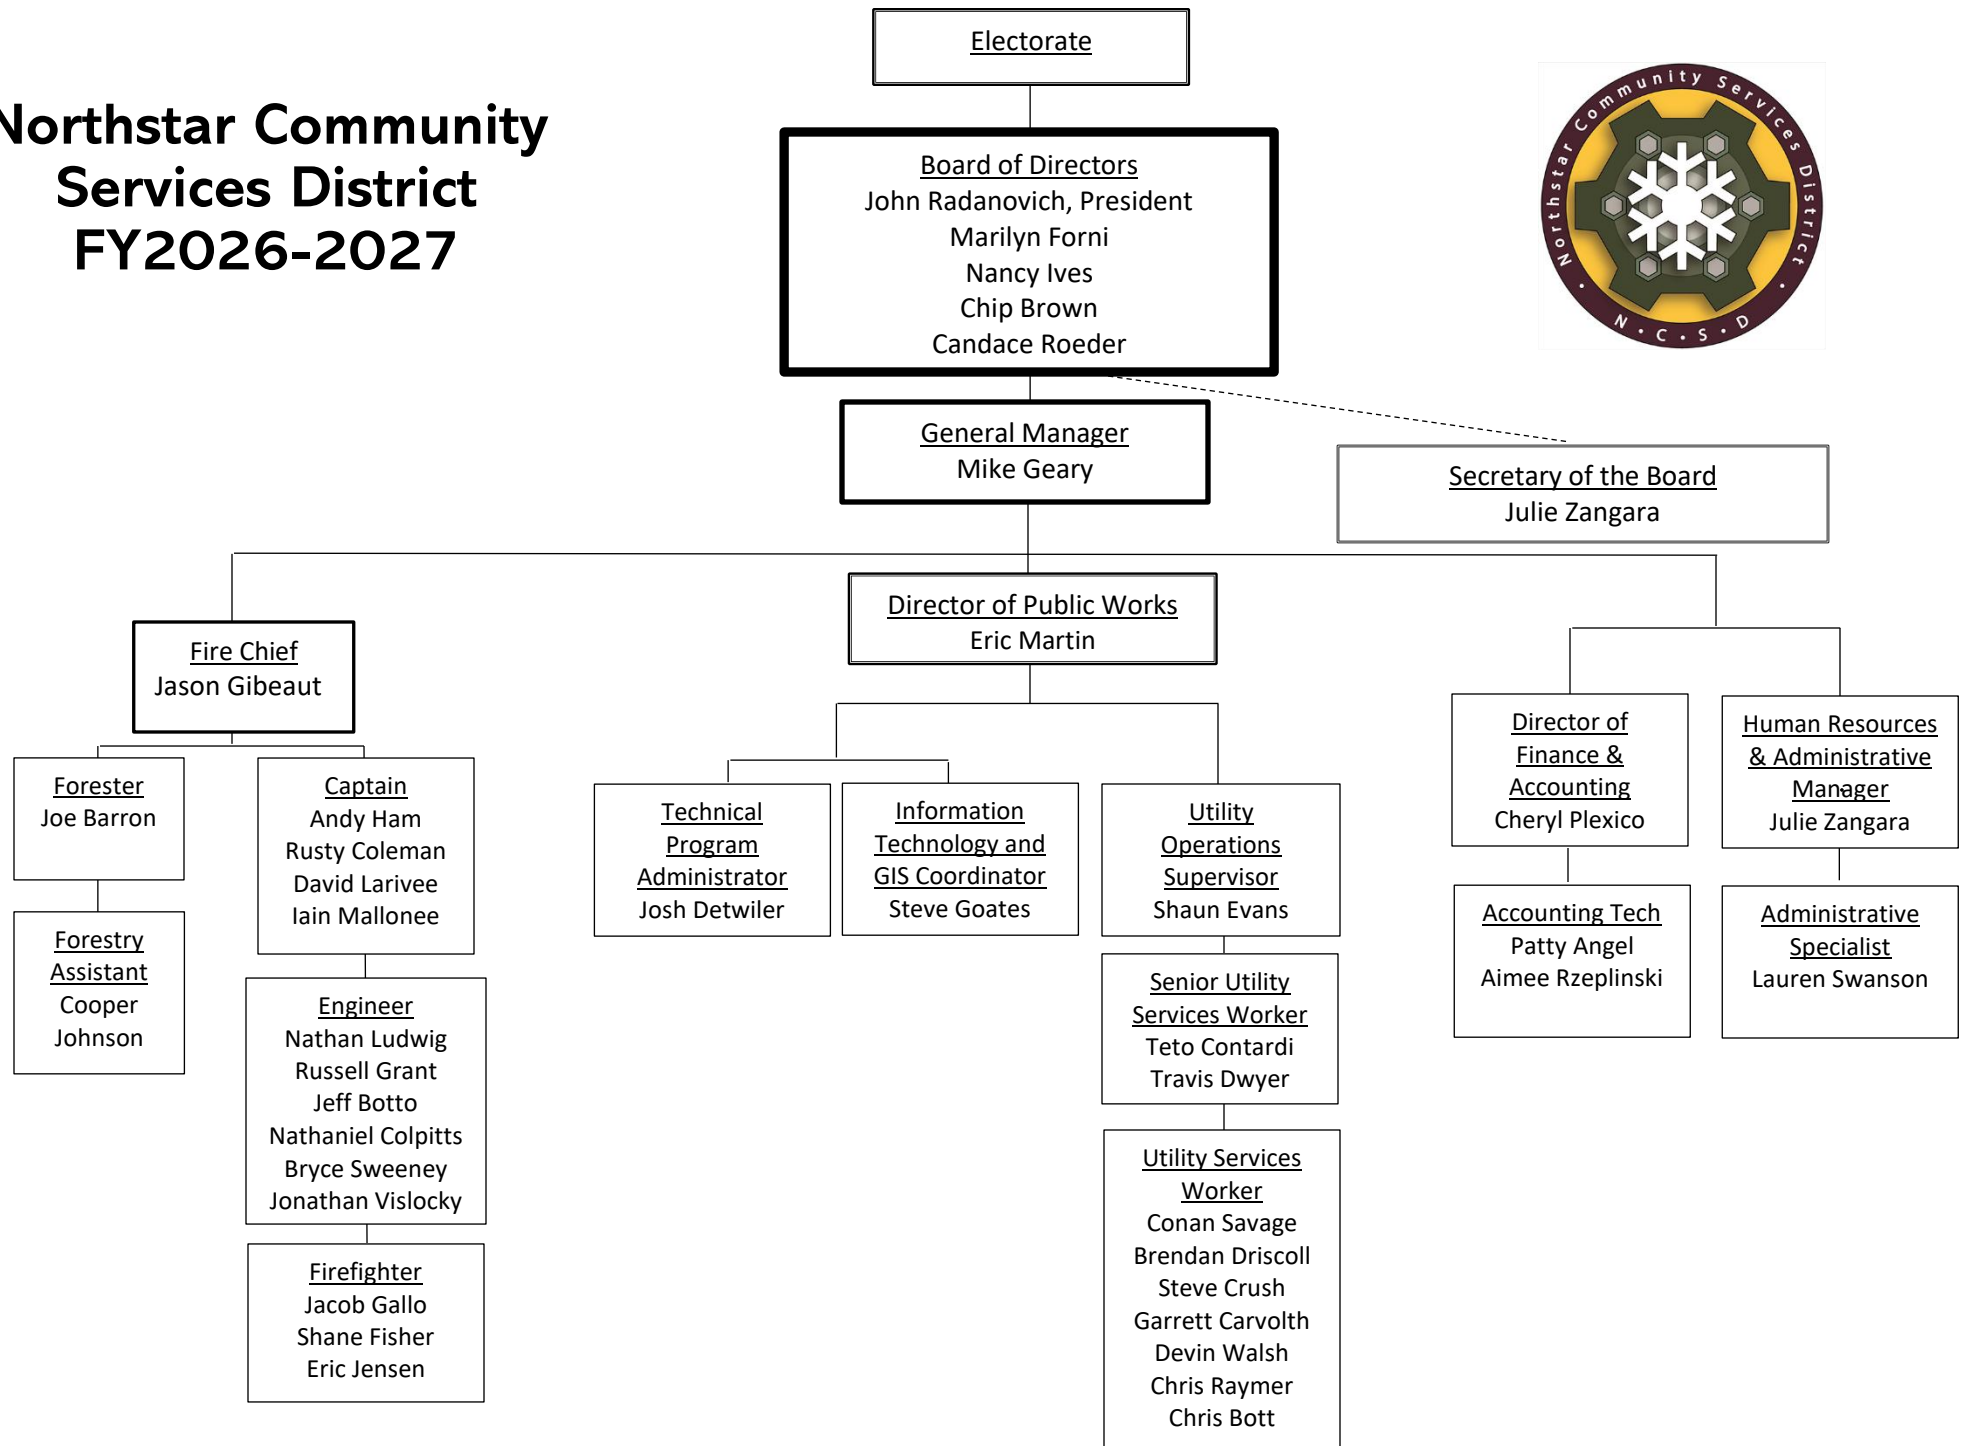 Electorate
Northstar Community
Services District
FY2026-2027
Northstar Community Services District
N • C • S • D
Board of Directors
John Radanovich, President
Marilyn Forni
Nancy Ives
Chip Brown
Candace Roeder
General Manager
Mike Geary
Secretary of the Board
Julie Zangara
Fire Chief
Jason Gibeaut
Forester
Joe Barron
Forestry
Assistant
Cooper
Johnson
Captain
Andy Ham
Rusty Coleman
David Larivee
Iain Mallonee
Engineer
Nathan Ludwig
Russell Grant
Jeff Botto
Nathaniel Colpitts
Bryce Sweeney
Jonathan Vislocky
Firefighter
Jacob Gallo
Shane Fisher
Eric Jensen
Director of Public Works
Eric Martin
Technical
Program
Administrator
Josh Detwiler
Information
Technology and
GIS Coordinator
Steve Goates
Utility
Operations
Supervisor
Shaun Evans
Senior Utility
Services Worker
Teto Contardi
Travis Dwyer
Utility Services
Worker
Conan Savage
Brendan Driscoll
Steve Crush
Garrett Carvolth
Devin Walsh
Chris Raymer
Chris Bott
Director of
Finance &
Accounting
Cheryl Plexico
Accounting Tech
Patty Angel
Aimee Rzeplinski
Human Resources
& Administrative
Manager
Julie Zangara
Administrative
Specialist
Lauren Swanson